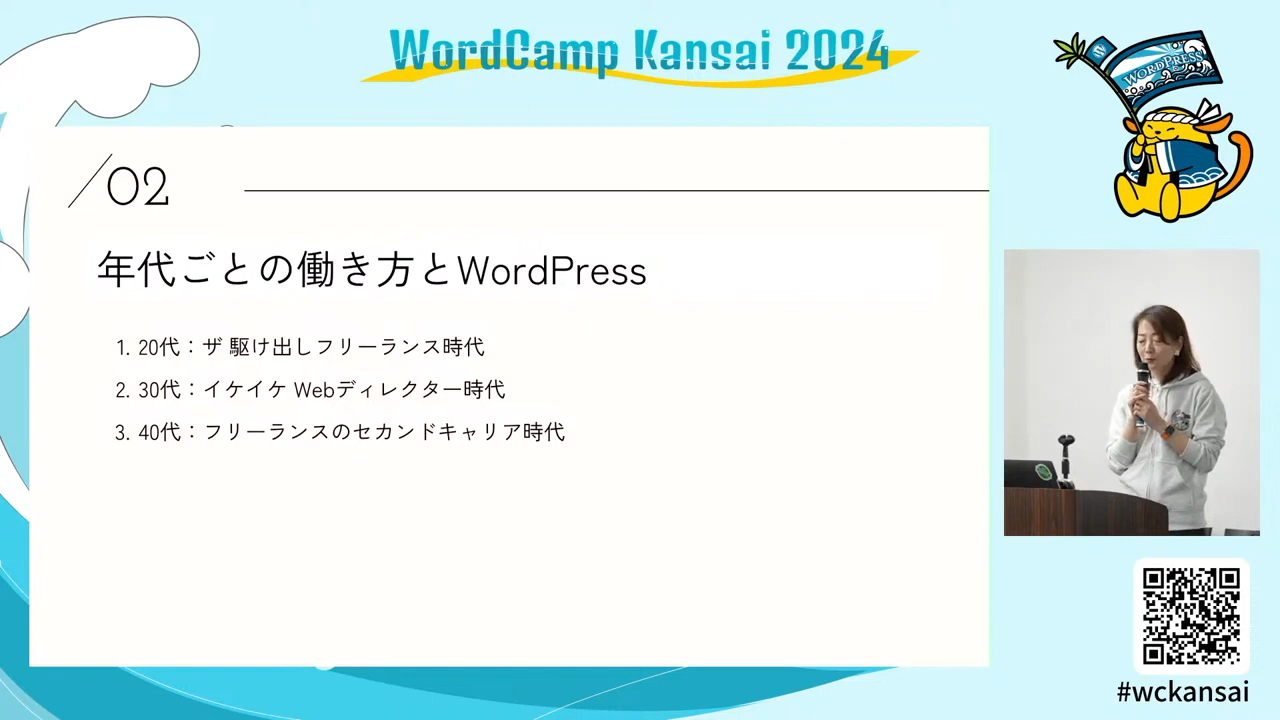 WordCamp Kansai 2024
WORDPRESS
W
/02
年代ごとの働き方とWordPress
1. 20代：ザ 駆け出しフリーランス時代
2. 30代：イケイケ Webディレクター時代
3. 40代：フリーランスのセカンドキャリア時代
#wckansai